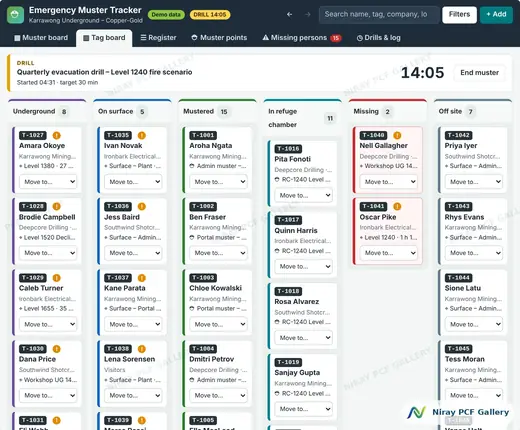 Emergency Muster Tracker
Karrawong Underground – Copper-Gold
Demo data
DRILL 14:05
Search name, tag, company, lo
Filters
+ Add
Muster board
Tag board
Register
Muster points
Missing persons 15
Drills & log
DRILL
Quarterly evacuation drill – Level 1240 fire scenario
Started 04:31 · target 30 min
14:05
End muster
Underground 8
T-1027
Amara Okoye
Karrawong Mining...
Level 1380 · 27 ...
Move to...
T-1028
Brodie Campbell
Deepcore Drilling ·...
Level 1520 Decli...
Move to...
T-1029
Caleb Turner
Ironbark Electrical...
Level 1655 · 35 ...
Move to...
T-1030
Dana Price
Southwind Shotcr...
Workshop UG 14...
Move to...
T-1031
On surface 5
T-1035
Ivan Novak
Ironbark Electrical...
Surface – Plant ·...
Move to...
T-1036
Jess Baird
Southwind Shotcr...
Surface – Admin...
Move to...
T-1037
Kane Parata
Karrawong Mining...
Surface – Plant ·...
Move to...
T-1038
Lena Sorensen
Visitors
Surface – Plant ·...
Move to...
T-1039
Mustered 15
T-1001
Aroha Ngata
Karrawong Mining...
Admin muster –...
Move to...
T-1002
Ben Fraser
Karrawong Mining...
Portal muster –...
Move to...
T-1003
Chloe Kowalski
Karrawong Mining...
Portal muster –...
Move to...
T-1004
Dmitri Petrov
Deepcore Drilling ·...
Admin muster –...
Move to...
T-1005
In refuge
chamber 11
T-1016
Pita Fonoti
Deepcore Drilling ·...
RC-1240 Level ...
Move to...
T-1017
Quinn Harris
Ironbark Electrical...
RC-1240 Level ...
Move to...
T-1018
Rosa Alvarez
Southwind Shotcr...
RC-1240 Level ...
Move to...
T-1019
Sanjay Gupta
Karrawong Mining...
RC-1240 Level ...
Move to...
Missing 2
T-1040
Nell Gallagher
Deepcore Drilling ·...
Workshop UG 14...
Move to...
T-1041
Oscar Pike
Ironbark Electrical...
Level 1240 · 1 h 1...
Move to...
Off site 7
T-1042
Priya Iyer
Southwind Shotcr...
Surface – Admin...
Move to...
T-1043
Rhys Evans
Karrawong Mining...
Surface – Admin...
Move to...
T-1044
Sione Latu
Karrawong Mining...
Surface – Admin...
Move to...
T-1045
Tess Moran
Karrawong Mining...
Surface – Admin...
Move to...
Niray PCF Gallery